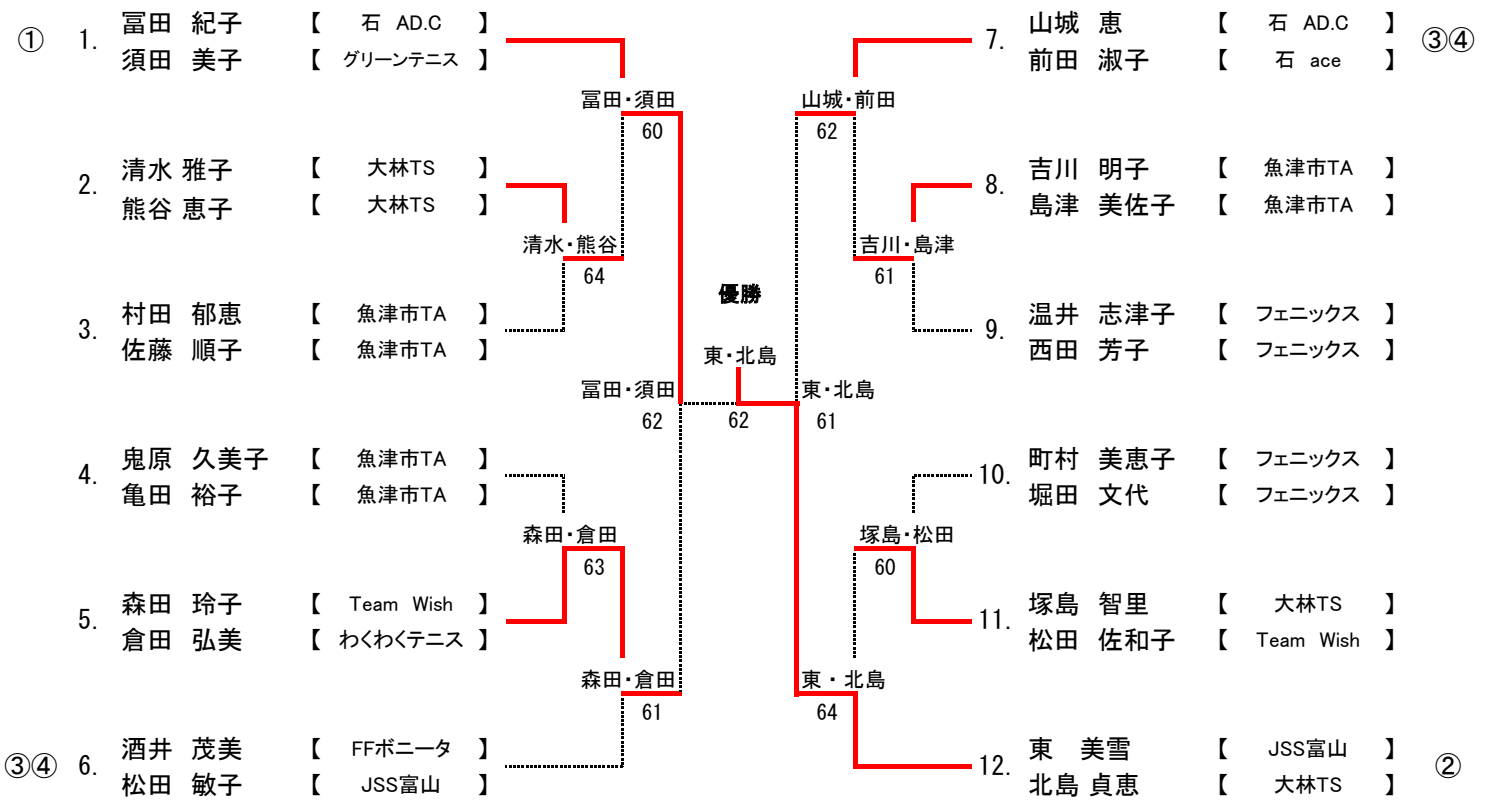 ① 1. 冨田 紀子 【 石 AD.C 】
須田 美子 【 グリーンテニス 】
冨田・須田
60
2. 清水 雅子 【 大林TS 】
熊谷 恵子 【 大林TS 】
清水・熊谷
64
3. 村田 郁恵 【 魚津市TA 】
佐藤 順子 【 魚津市TA 】
冨田・須田
62
4. 鬼原 久美子 【 魚津市TA 】
亀田 裕子 【 魚津市TA 】
森田・倉田
63
5. 森田 玲子 【 Team Wish 】
倉田 弘美 【 わくわくテニス 】
森田・倉田
61
③④ 6. 酒井 茂美 【 FFボニータ 】
松田 敏子 【 JSS富山 】
優勝
東・北島
62
7. 山城 恵 【 石 AD.C 】 ③④
前田 淑子 【 石 ace 】
山城・前田
62
8. 吉川 明子 【 魚津市TA 】
島津 美佐子 【 魚津市TA 】
吉川・島津
61
9. 温井 志津子 【 フェニックス 】
西田 芳子 【 フェニックス 】
東・北島
61
10. 町村 美恵子 【 フェニックス 】
堀田 文代 【 フェニックス 】
塚島・松田
60
11. 塚島 智里 【 大林TS 】
松田 佐和子 【 Team Wish 】
東・北島
64
12. 東 美雪 【 JSS富山 】 ②
北島 貞恵 【 大林TS 】